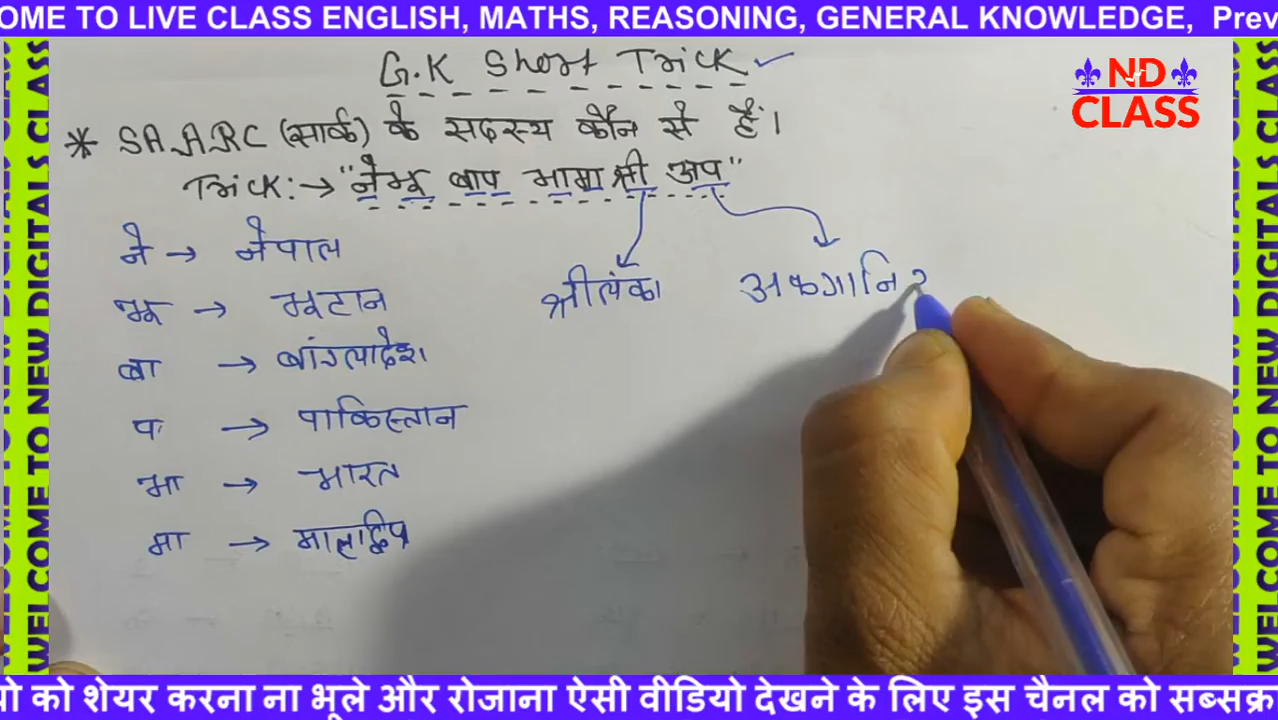 OME TO LIVE CLASS ENGLISH, MATHS, REASONING, GENERAL KNOWLEDGE, Prev
G.K Short Trick
ND
CLASS
* SAARC (सार्क) के सदस्य कौन से हैं।
Trick:→ "नेभू बाप भामा श्री अप"
ने → नेपाल
भू → भूटान
बा → बांग्लादेश
प → पाकिस्तान
भा → भारत
मा → मालाद्विप
श्रीलंका
अफगानि
WELCOME TO NEW DIGITALS CLASS
WELCOME TO NEW DIGITALS CLASS
यो को शेयर करना ना भूले और रोजाना ऐसी वीडियो देखने के लिए इस चैनल को सब्सक्र